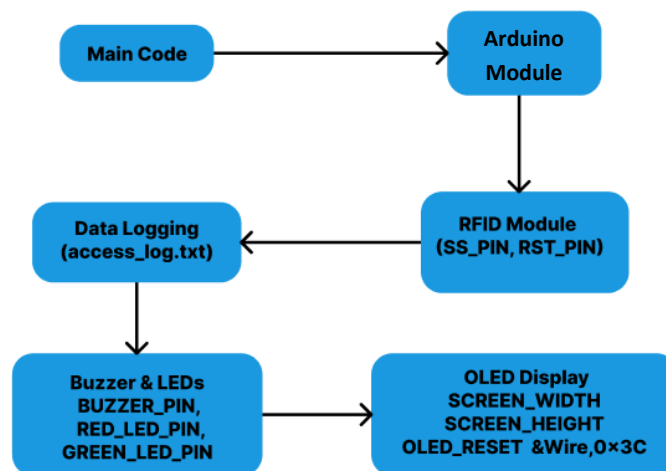 Main Code
Arduino
Module
RFID Module
(SS_PIN, RST_PIN)
Data Logging
(access_log.txt)
Buzzer & LEDs
BUZZER_PIN,
RED_LED_PIN,
GREEN_LED_PIN
OLED Display
SCREEN_WIDTH
SCREEN_HEIGHT
OLED_RESET &Wire,0×3C